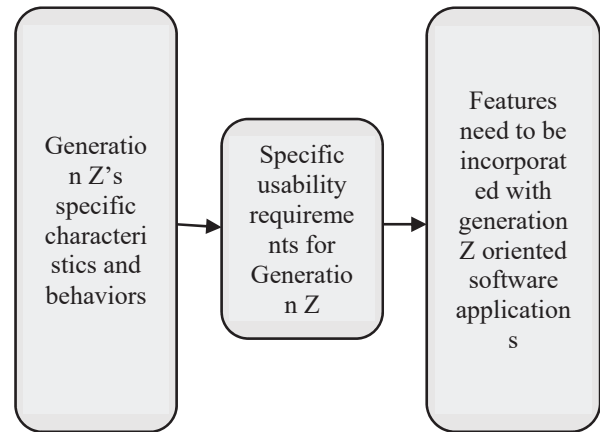 Generatio
n Z’s
specific
characteri
stics and
behaviors
Specific
usability
requireme
nts for
Generatio
n Z
Features
need to be
incorporat
ed with
generation
Z oriented
software
application
s